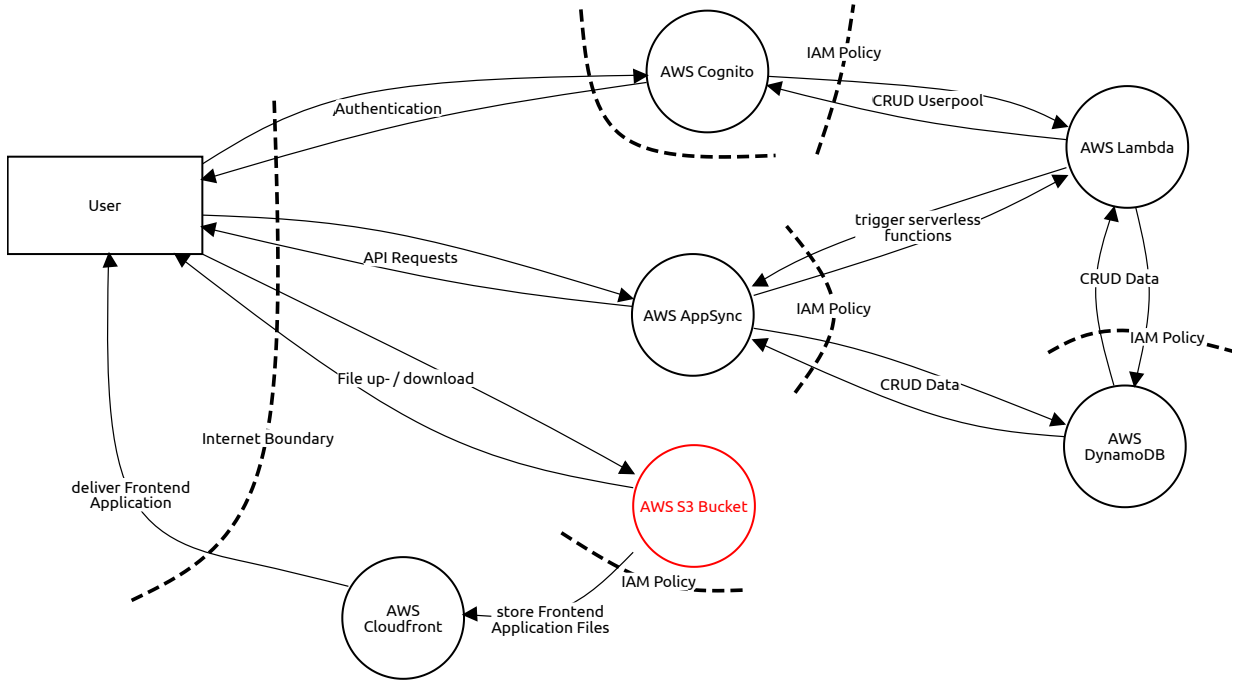 AWS Cognito
IAM Policy
Authentication
CRUD Userpool
AWS Lambda
User
trigger serverless
functions
API Requests
CRUD Data
AWS AppSync
IAM Policy
IAM Policy
File up- / download
CRUD Data
Internet Boundary
AWS
DynamoDB
deliver Frontend
Application
AWS S3 Bucket
IAM Policy
AWS
Cloudfront
store Frontend
Application Files